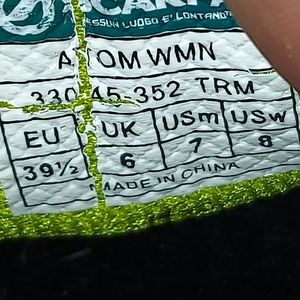 SCARPA
NESSUN LUOGO E' LONTANO
ATOM WMN
33045-352 TRM
EU UK USm USw
39½ 6 7 8
MADE IN CHINA